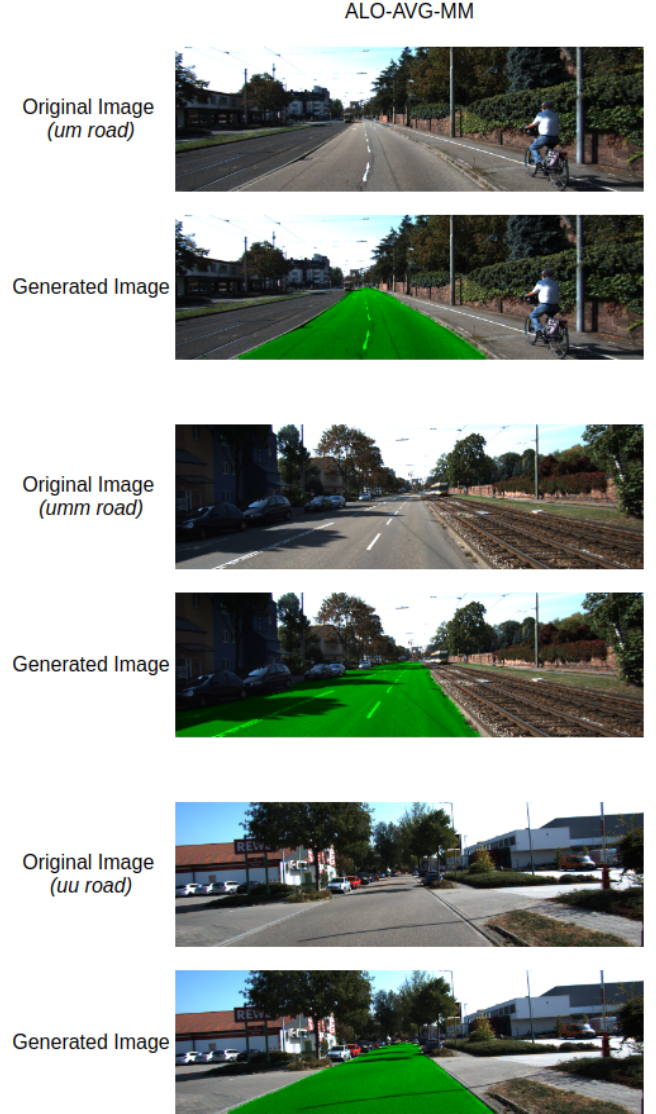 ALO-AVG-MM
Original Image
(um road)
Generated Image
Original Image
(umm road)
Generated Image
REWE
Original Image
(uu road)
Generated Image
REWE